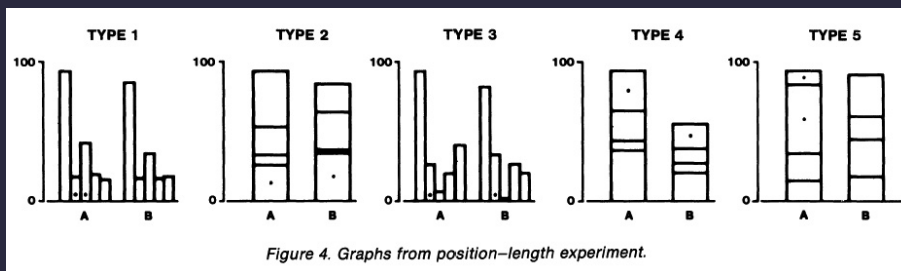 TYPE 1 TYPE 2 TYPE 3 TYPE 4 TYPE 5
100 100 100 100 100
0 0 0 0 0
A B A B A B A B A B
Figure 4. Graphs from position–length experiment.